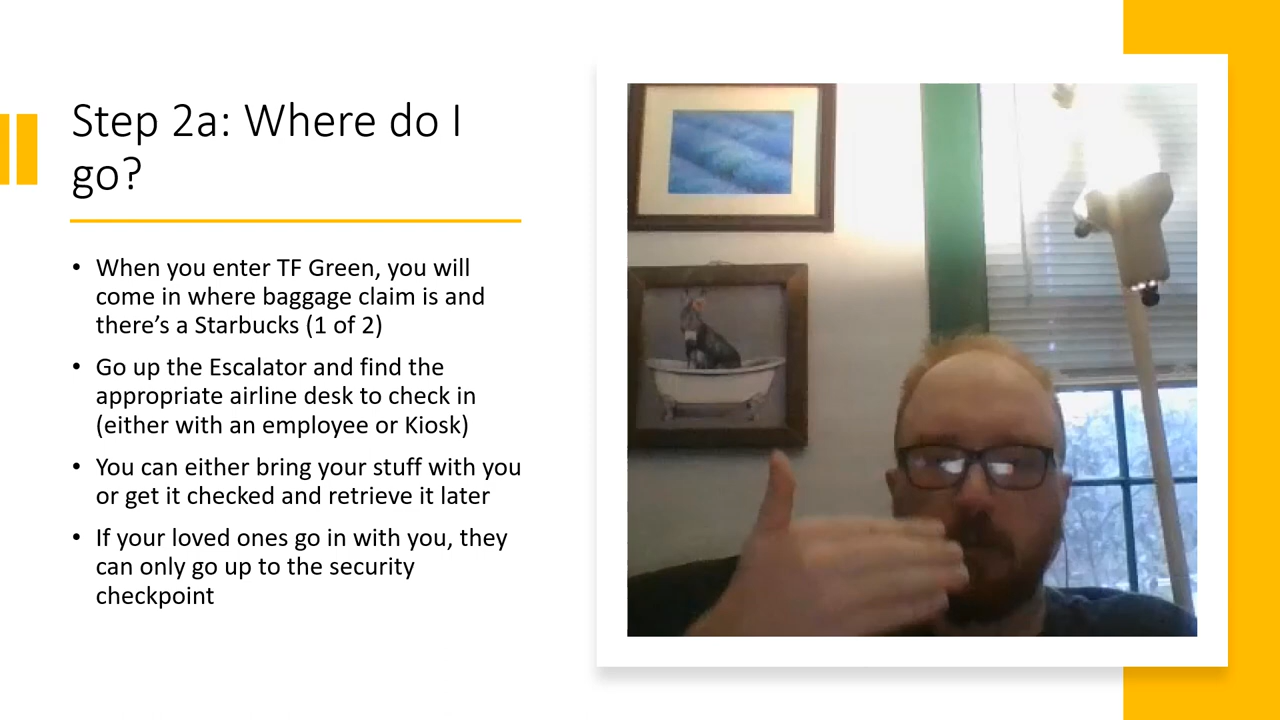 Step 2a: Where do I
go?
• When you enter TF Green, you will
come in where baggage claim is and
there’s a Starbucks (1 of 2)
• Go up the Escalator and find the
appropriate airline desk to check in
(either with an employee or Kiosk)
• You can either bring your stuff with you
or get it checked and retrieve it later
• If your loved ones go in with you, they
can only go up to the security
checkpoint